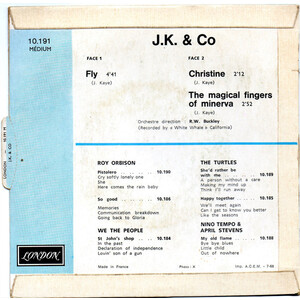 10.191
MÉDIUM
J.K. & Co
FACE 1
Fly 4'41
(J. Kaye)
FACE 2
Christine 2'12
(J. Kaye)
The magical fingers
of minerva 2'52
(J. Kaye)
Orchestre direction : R.W. Buckley
(Recorded by « White Whale » California)
J.K. & CO
ROY ORBISON
Pistolero . . . . 10.190
Cry softly lonely one
She
Here comes the rain baby
So good . . . . 10.186
Memories
Communication breakdown
Going back to Gloria
WE THE PEOPLE
St John's shop . . . 10.184
In the past
Declaration of independence
Lovin' son of a gun
THE TURTLES
She'd rather be
with me . . . . 10.189
A person without a care
Making my mind up
Think I'll run away
Happy together . . . 10.185
We'll meet again
Can I get to know you better
Like the seasons
NINO TEMPO &
APRIL STEVENS
My old flame . . . 10.188
Bye bye blues
Little child
Out of nowhere
LONDON
Made in France